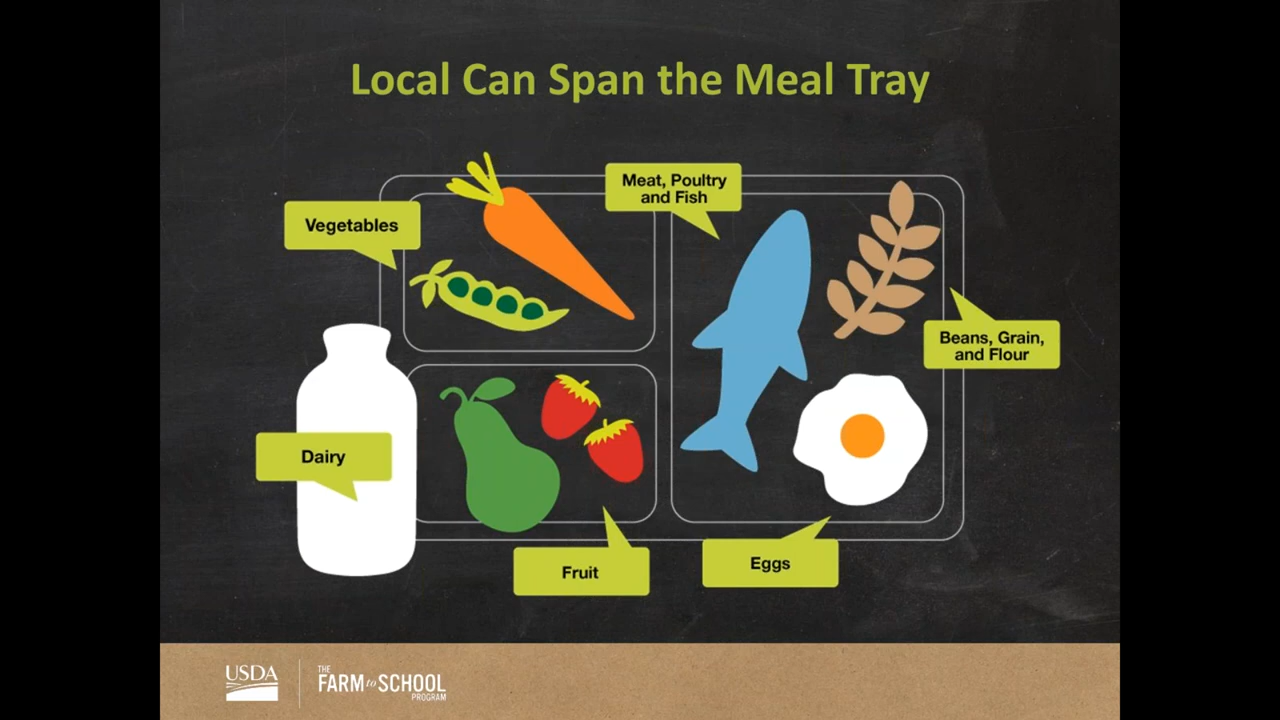 Local Can Span the Meal Tray
Meat, Poultry
and Fish
Vegetables
Beans, Grain,
and Flour
Dairy
Fruit
Eggs
USDA
THE
FARM to SCHOOL
PROGRAM